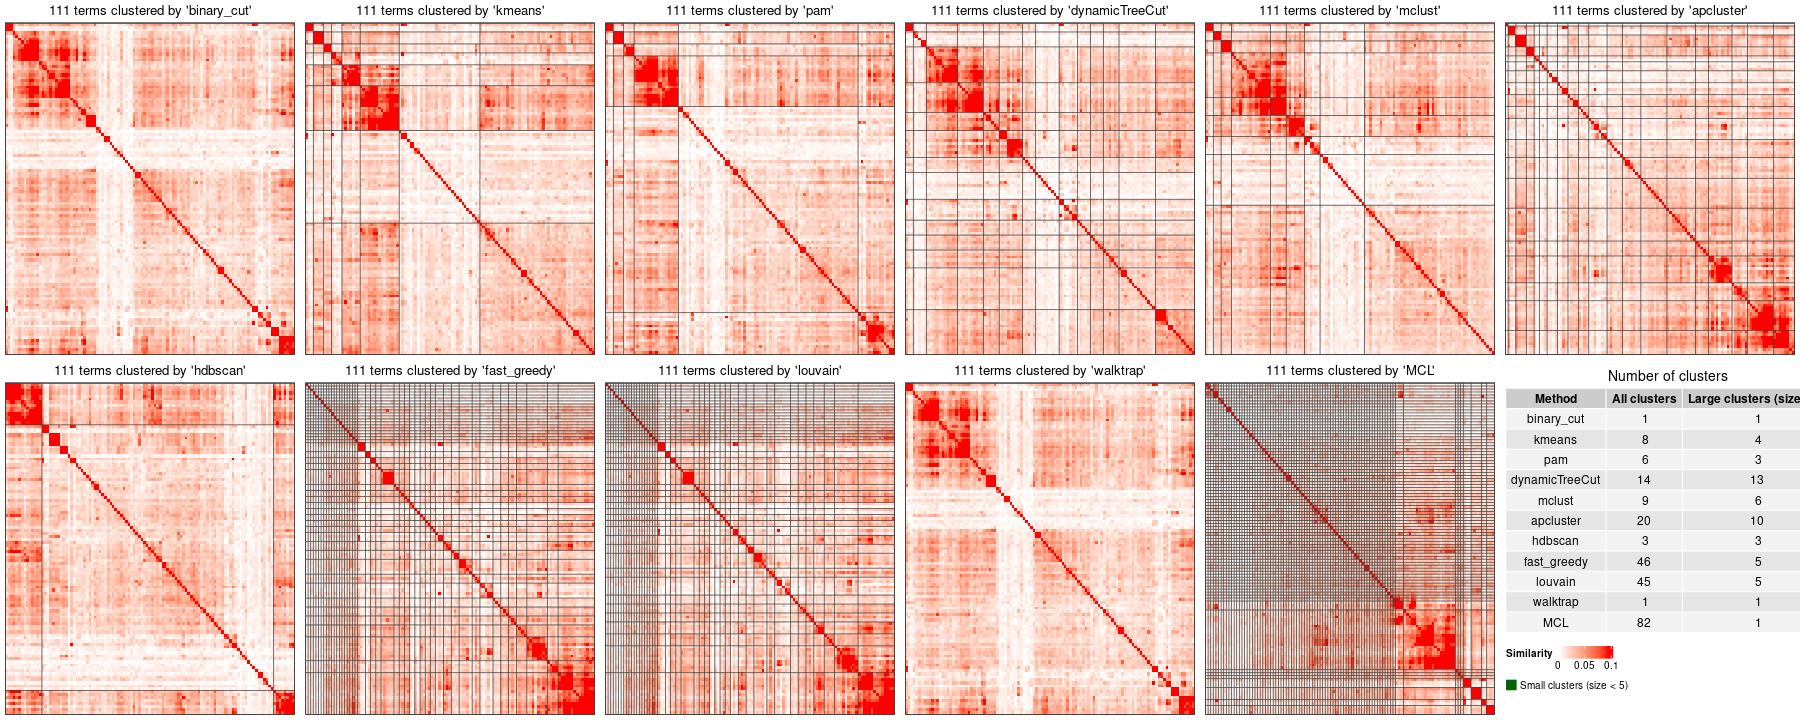 111 terms clustered by 'binary_cut'
111 terms clustered by 'kmeans'
111 terms clustered by 'pam'
111 terms clustered by 'dynamicTreeCut'
111 terms clustered by 'mclust'
111 terms clustered by 'apcluster'
111 terms clustered by 'hdbscan'
111 terms clustered by 'fast_greedy'
111 terms clustered by 'louvain'
111 terms clustered by 'walktrap'
111 terms clustered by 'MCL'
Number of clusters
Method All clusters Large clusters (size
binary_cut 1 1
kmeans 8 4
pam 6 3
dynamicTreeCut 14 13
mclust 9 6
apcluster 20 10
hdbscan 3 3
fast_greedy 46 5
louvain 45 5
walktrap 1 1
MCL 82 1
Similarity
0 0.05 0.1
Small clusters (size < 5)